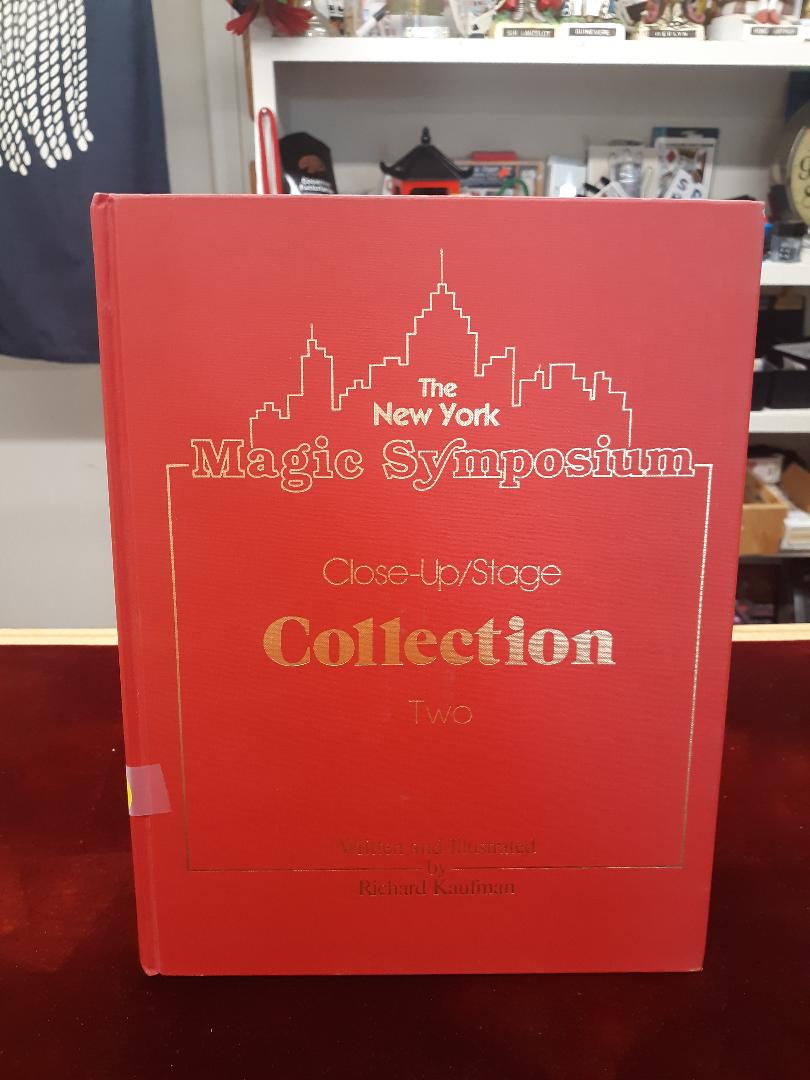 The
New York
Magic Symposium
Close-Up/Stage
Collection
Two
Written and Illustrated
by
Richard Kaufman